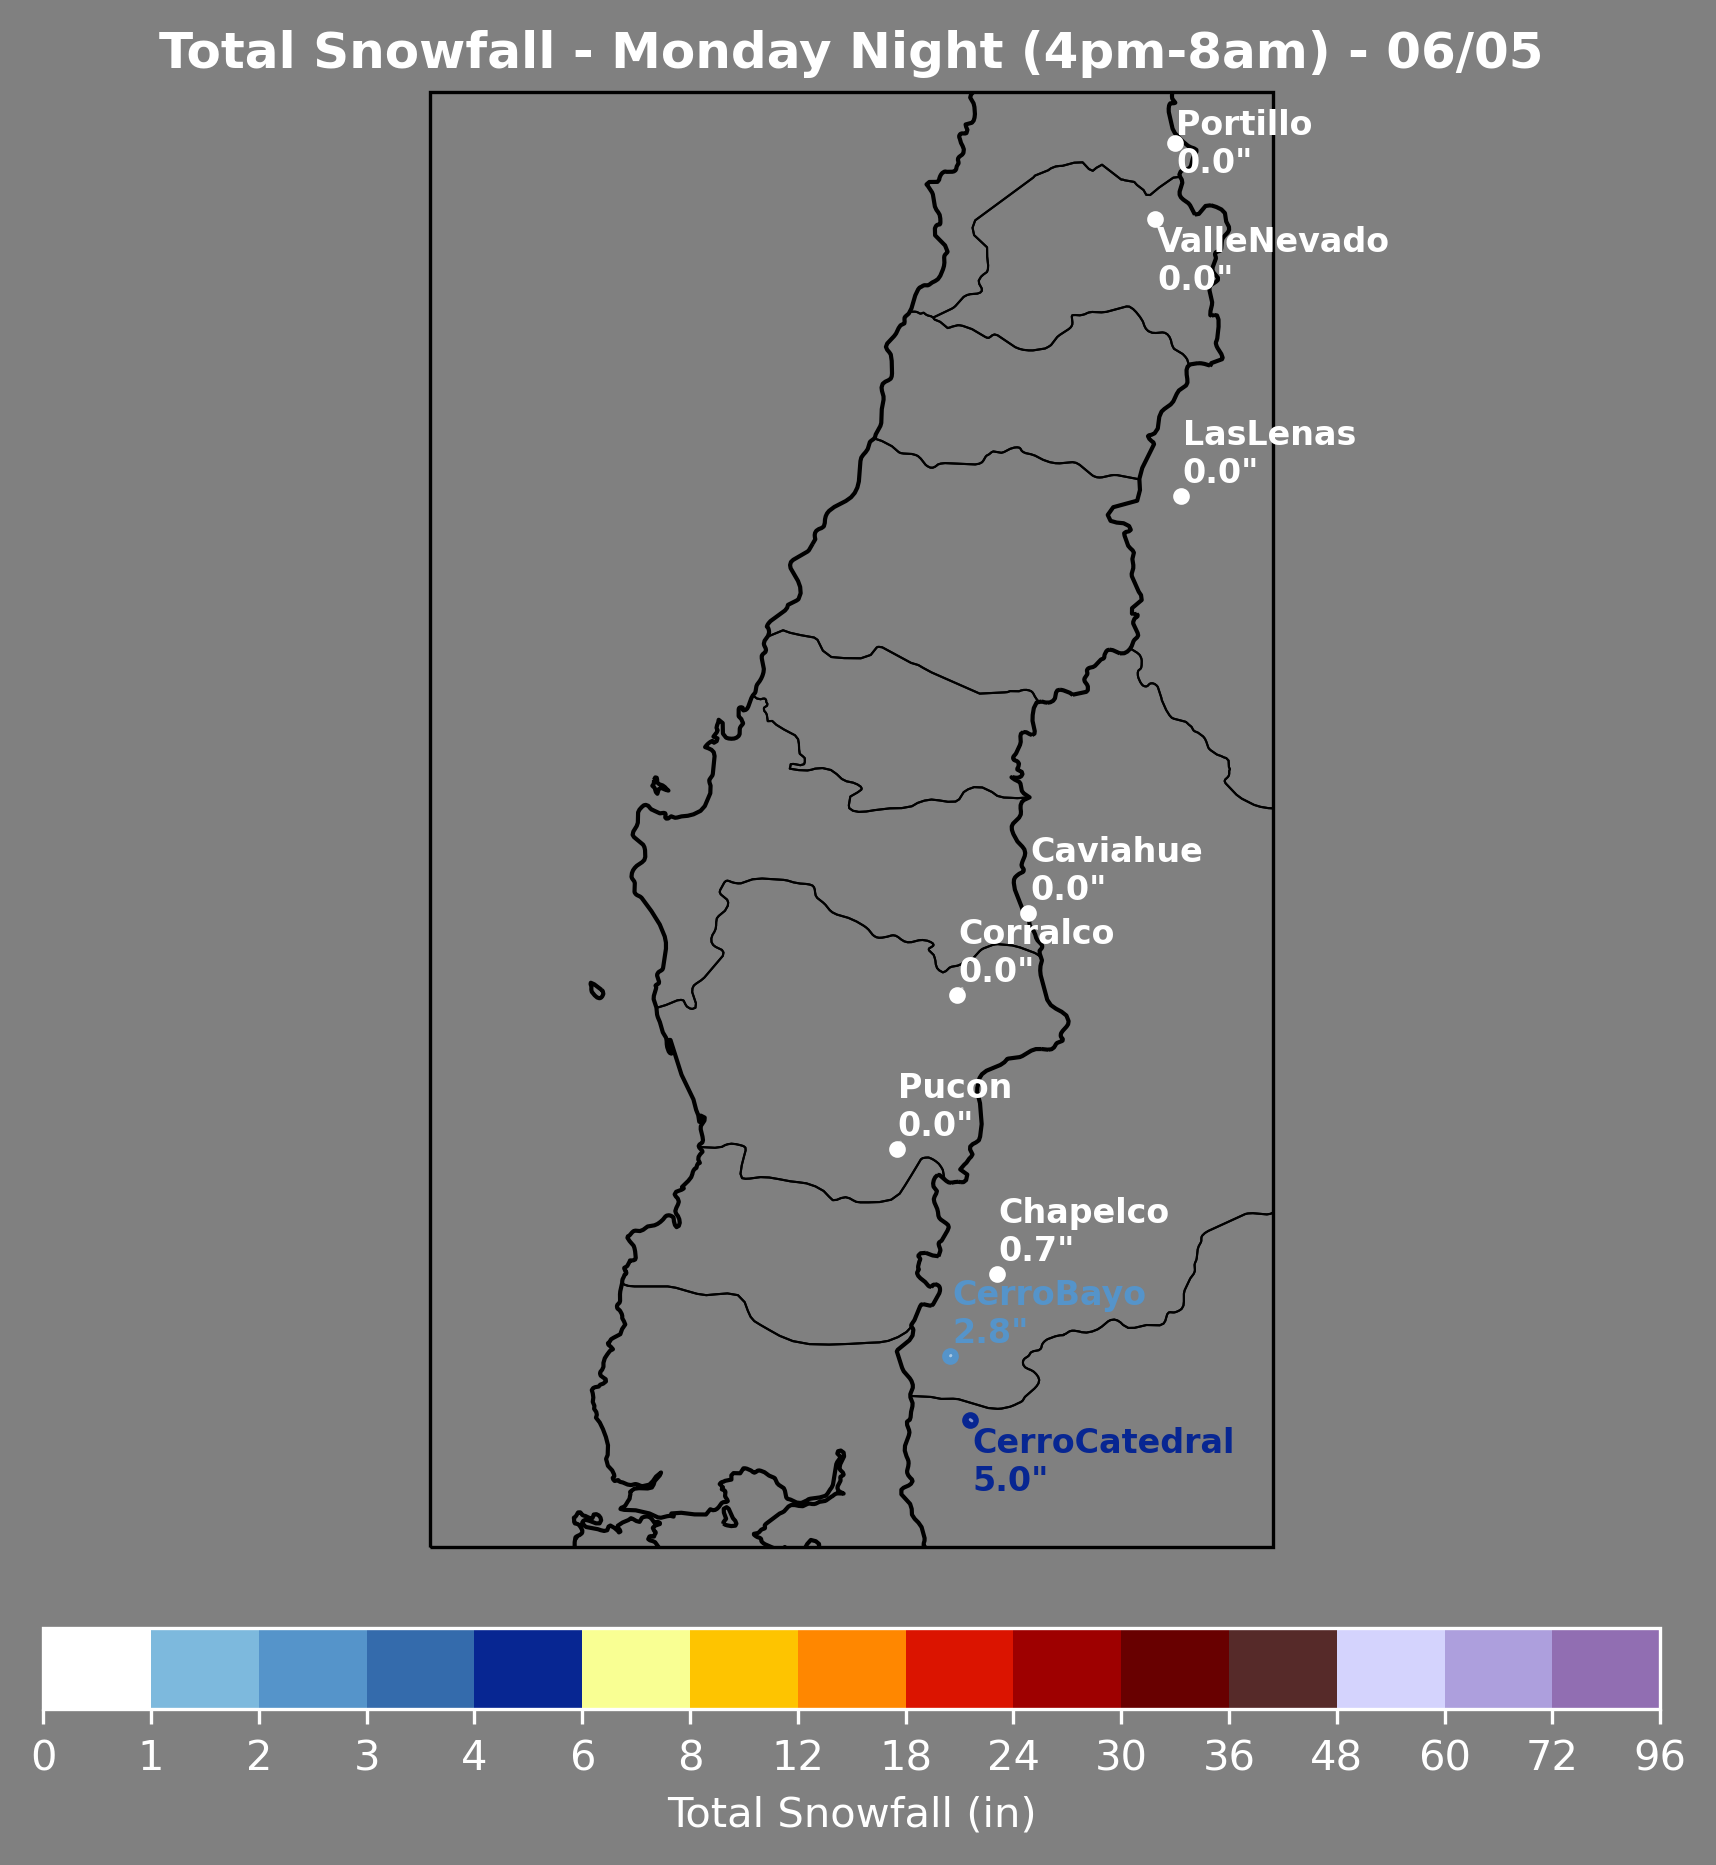 Total Snowfall - Monday Night (4pm-8am) - 06/05
Portillo
0.0"
ValleNevado
0.0"
LasLenas
0.0"
Caviahue
0.0"
Corralco
0.0"
Pucon
0.0"
Chapelco
0.7"
CerroBayo
2.8"
CerroCatedral
5.0"
0 1 2 3 4 6 8 12 18 24 30 36 48 60 72 96
Total Snowfall (in)